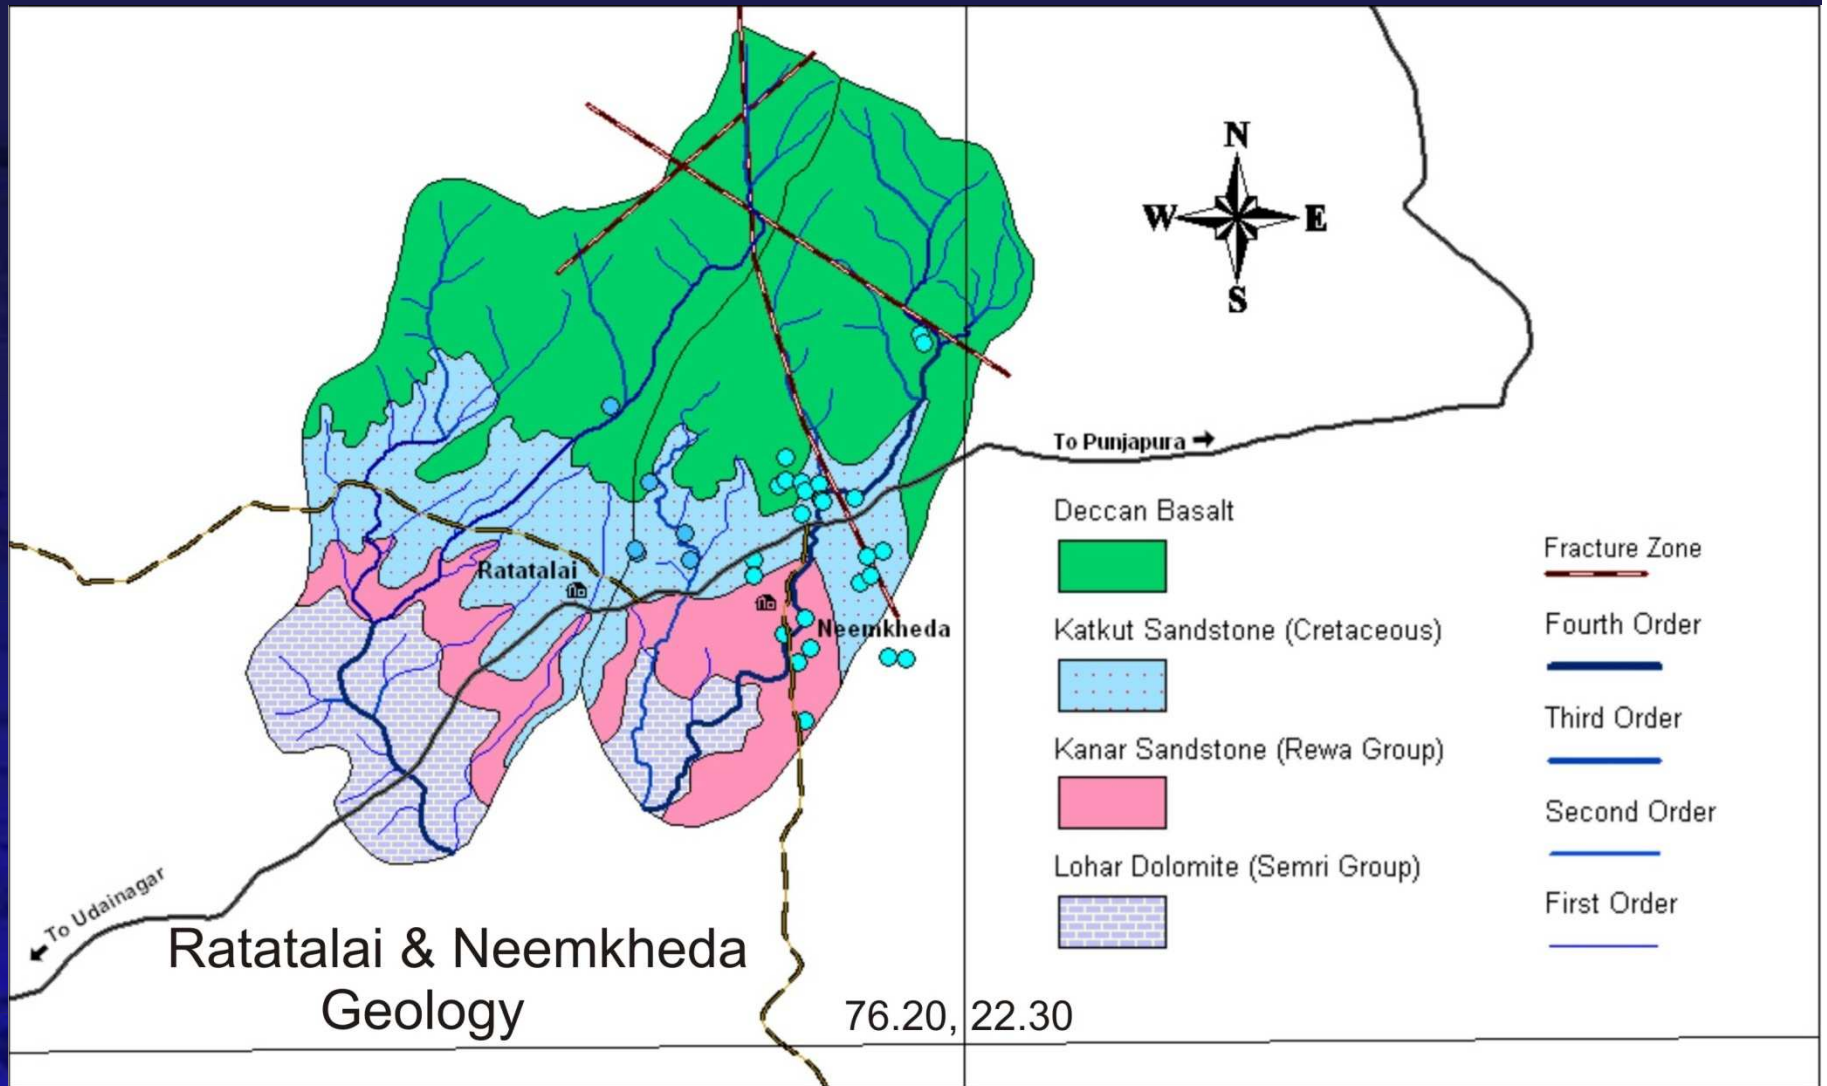 N
W E
S
To Punjapura
Deccan Basalt
Katkut Sandstone (Cretaceous)
Kanar Sandstone (Rewa Group)
Lohar Dolomite (Semri Group)
Fracture Zone
Fourth Order
Third Order
Second Order
First Order
Ratatalai
Neemkheda
To Udainagar
Ratatalai & Neemkheda
Geology
76.20, 22.30